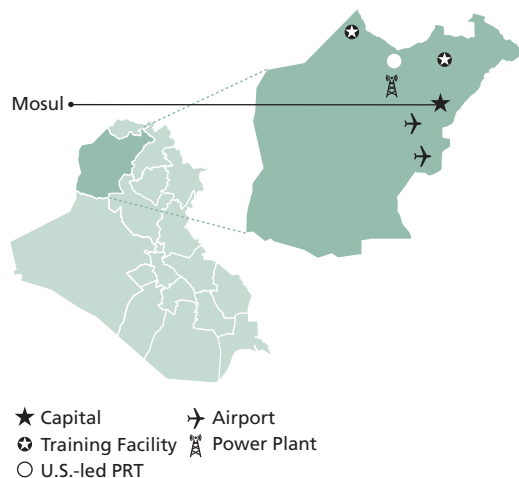 Mosul
Capital
Airport
Training Facility
Power Plant
U.S.-led PRT